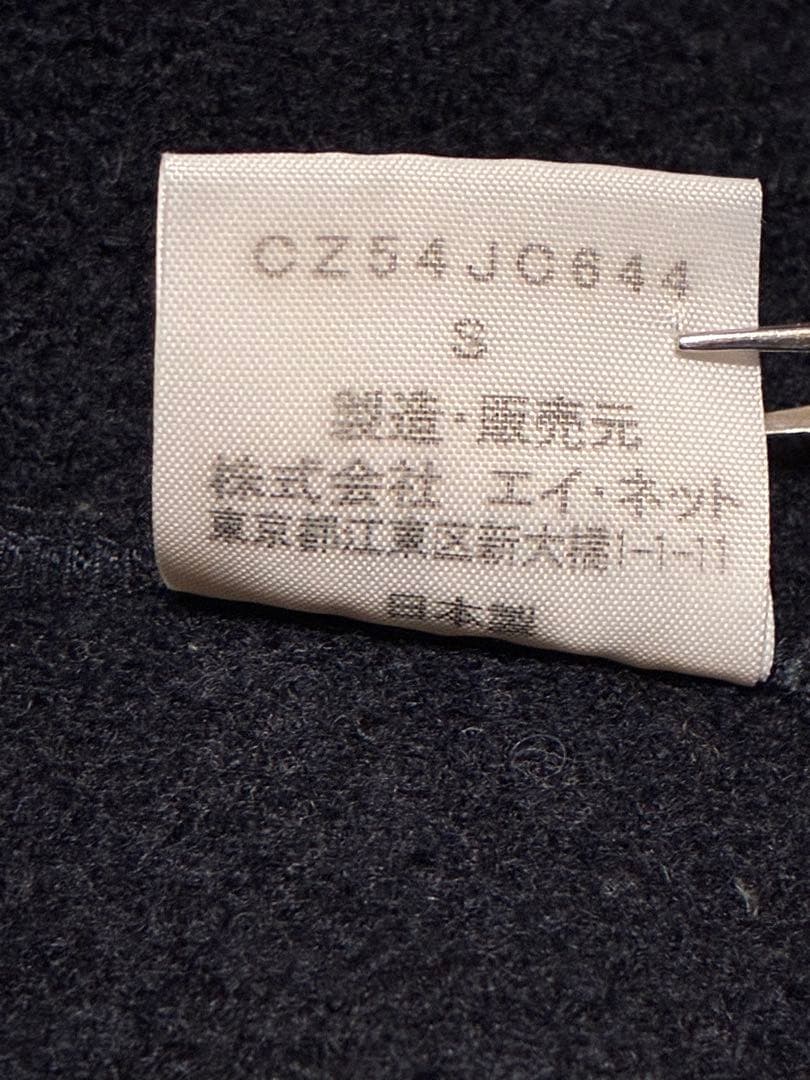 CZ54JC644
S
製造・販売元
株式会社 エイ・ネット
東京都江東区新大橋1-1-11
日本製